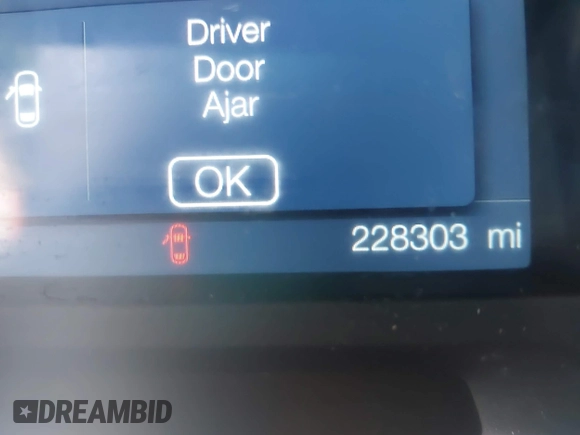 Driver
Door
Ajar
OK
228303 mi
DREAMBID